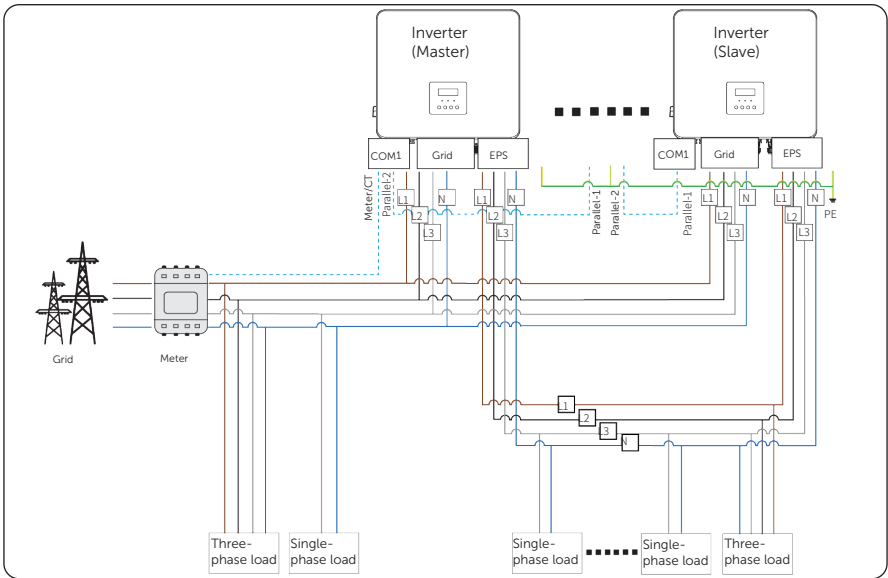 Inverter
(Master)
Inverter
(Slave)
COM1
Grid
EPS
COM1
Grid
EPS
Meter/CT
Parallel-2
L1
L2
L3
N
L1
L2
L3
N
Parallel-1
Parallel-2
Parallel-1
L1
L2
L3
N
L1
L2
L3
N
PE
Grid
Meter
L1
L2
L3
N
Three-
phase load
Single-
phase load
Single-
phase load
Single-
phase load
Three-
phase load